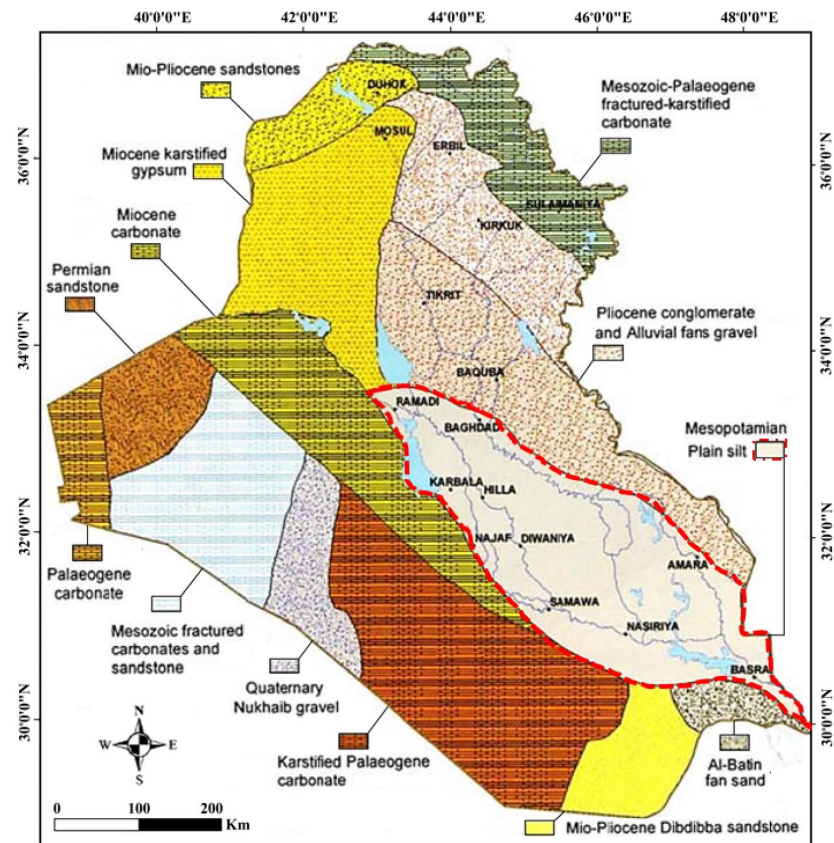 40°0'0"E 42°0'0"E 44°0'0"E 46°0'0"E 48°0'0"E
Mio-Pliocene sandstones
DUHOK
Mesozoic-Palaeogene
fractured-karstified
carbonate
MOSUL
ERBIL
36°0'0"N
36°0'0"N
Miocene karstified
gypsum
SULAIMANIYA
Miocene
carbonate
KIRKUK
Permian
sandstone
TIKRIT
Pliocene conglomerate
and Alluvial fans gravel
34°0'0"N
34°0'0"N
BAQUBA
RAMADI
BAGHDAD
Mesopotamian
Plain silt
KARBALA
HILLA
32°0'0"N
32°0'0"N
NAJAF
DIWANIYA
AMARA
Palaeogene
carbonate
SAMAWA
NASIRIYA
Mesozoic fractured
carbonates and
sandstone
BASRA
Quaternary
Nukhaib gravel
30°0'0"N
30°0'0"N
N
W E
S
Karstified Palaeogene
carbonate
Al-Batin
fan sand
0 100 200
Km
Mio-Pliocene Dibdibba sandstone